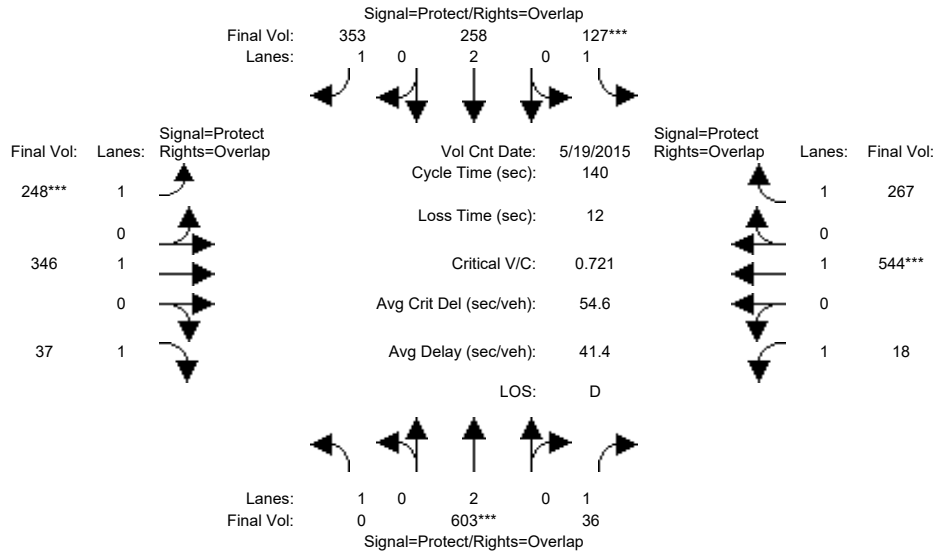 Signal=Protect/Rights=Overlap
Final Vol: 353 258 127***
Lanes: 1 0 2 0 1
Signal=Protect Signal=Protect
Final Vol: Lanes: Rights=Overlap Vol Cnt Date: 5/19/2015 Rights=Overlap Lanes: Final Vol:
Cycle Time (sec): 140
248*** 1 1 267
Loss Time (sec): 12
0 0
346 1 Critical V/C: 0.721 1 544***
0 Avg Crit Del (sec/veh): 54.6 0
37 1 Avg Delay (sec/veh): 41.4 1 18
LOS: D
Lanes: 1 0 2 0 1
Final Vol: 0 603*** 36
Signal=Protect/Rights=Overlap